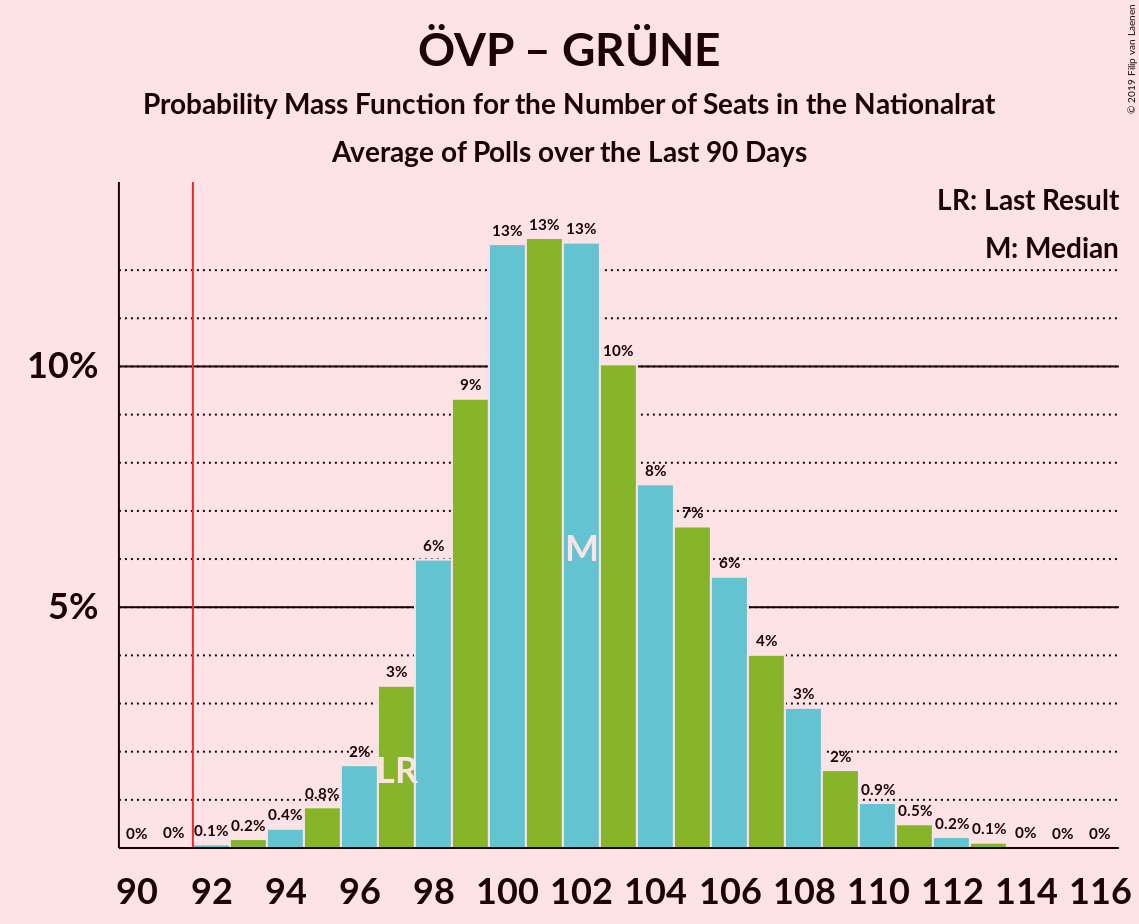 ÖVP – GRÜNE
Probability Mass Function for the Number of Seats in the Nationalrat
Average of Polls over the Last 90 Days
© 2019 Filip van Laenen
LR: Last Result
M: Median
10%
5%
0% 0% 0.1% 0.2% 0.4% 0.8% 2% 3% 6% 9% 13% 13% 13% 10% 8% 7% 6% 4% 3% 2% 0.9% 0.5% 0.2% 0.1% 0% 0% 0%
LR
M
90 92 94 96 98 100 102 104 106 108 110 112 114 116